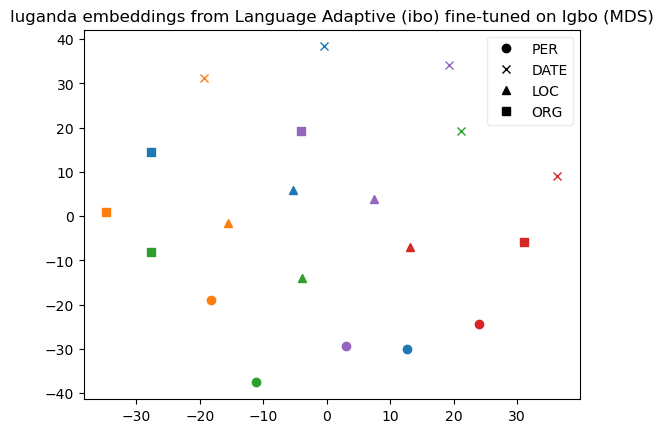 luganda embeddings from Language Adaptive (ibo) fine-tuned on Igbo (MDS)
PER
DATE
LOC
ORG
40
30
20
10
0
−10
−20
−30
−40
−30 −20 −10 0 10 20 30